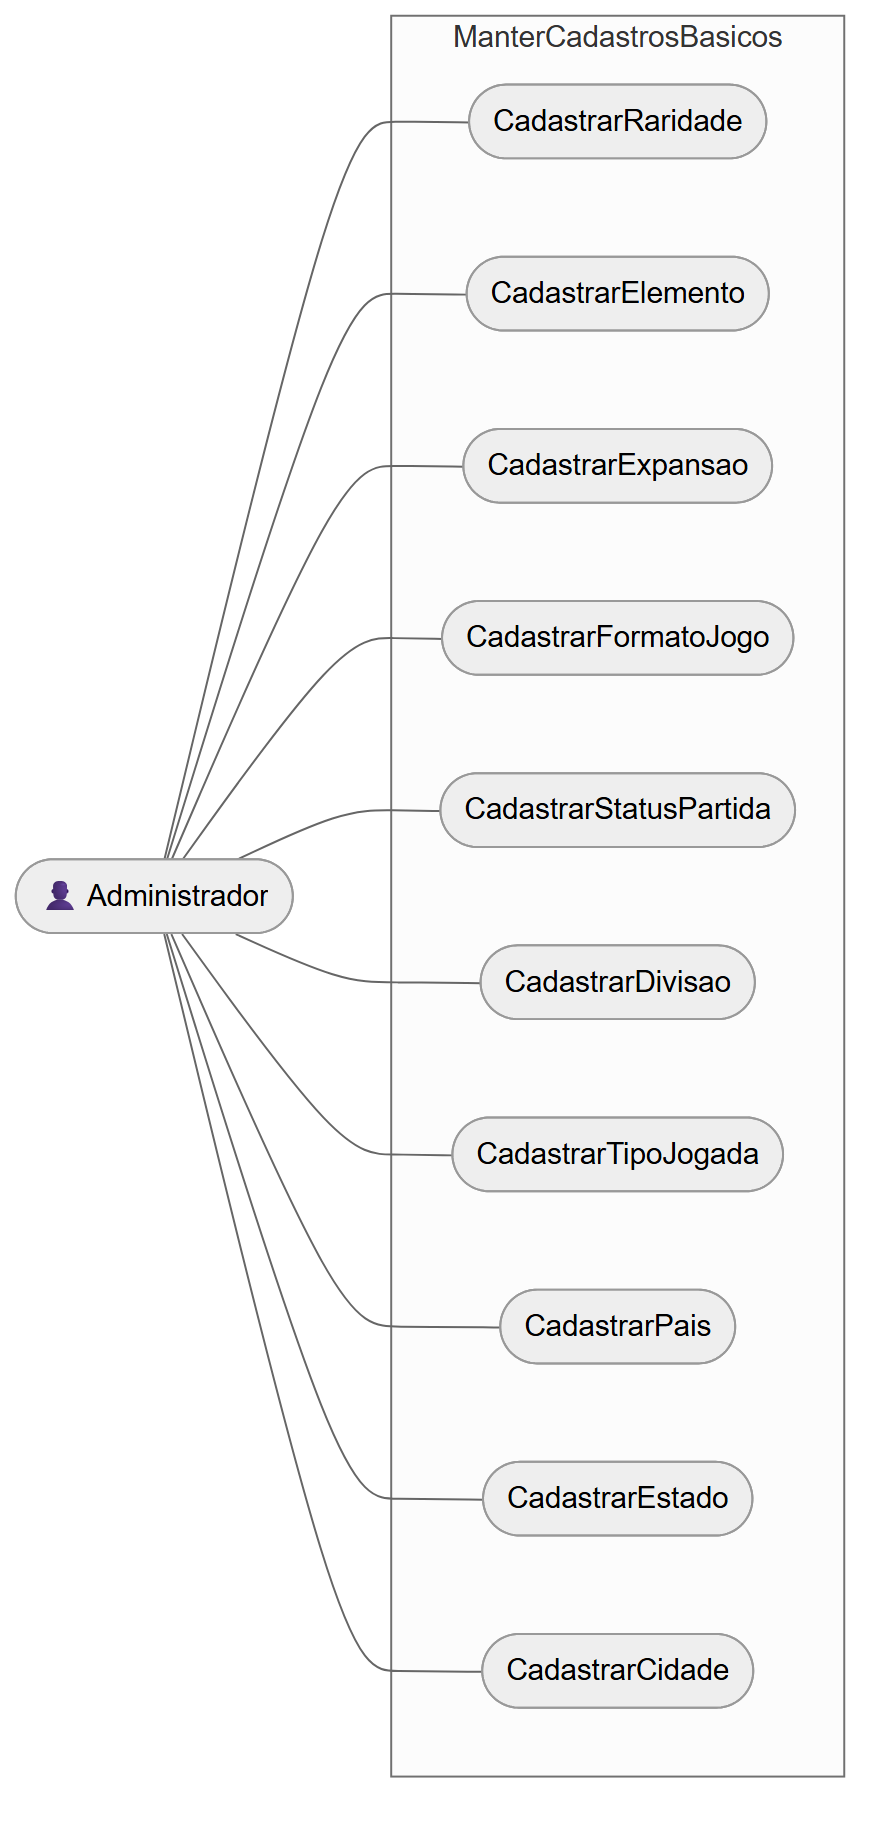 ManterCadastrosBasicos
CadastrarRaridade
CadastrarElemento
CadastrarExpansao
CadastrarFormatoJogo
CadastrarStatusPartida
Administrador
CadastrarDivisao
CadastrarTipoJogada
CadastrarPais
CadastrarEstado
CadastrarCidade